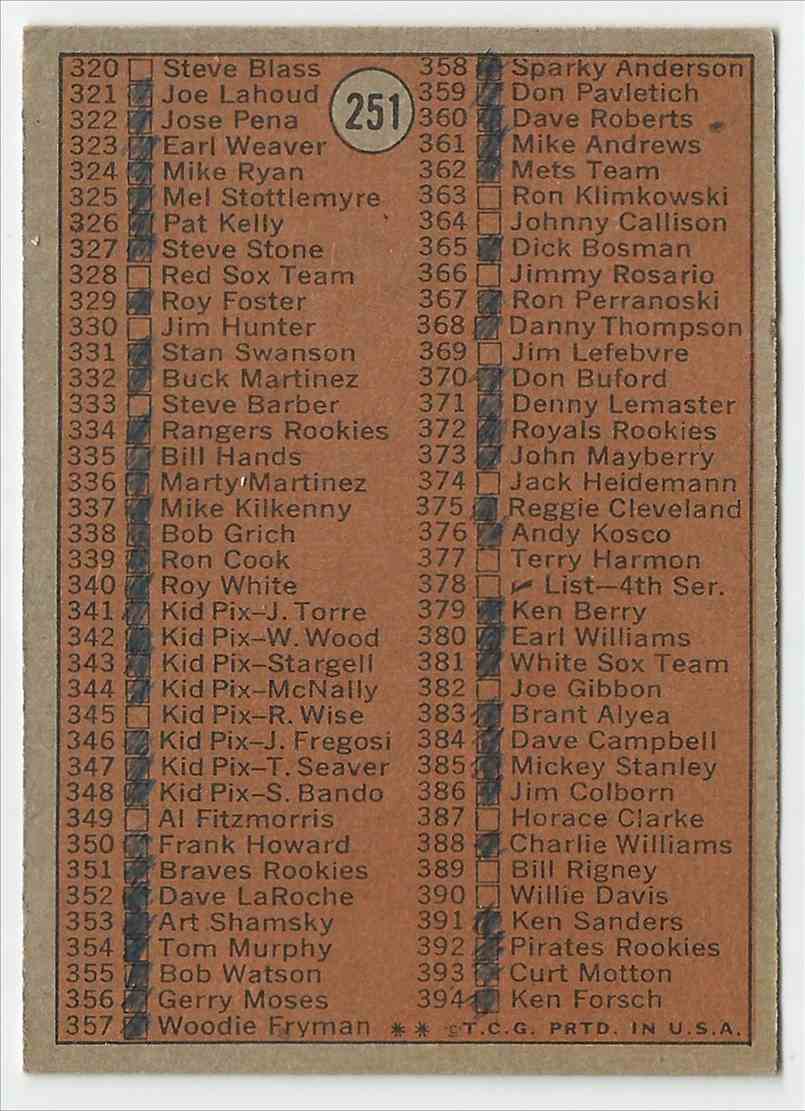 320 Steve Blass
321 Joe Lahoud
322 Jose Pena
323 Earl Weaver
324 Mike Ryan
325 Mel Stottlemyre
326 Pat Kelly
327 Steve Stone
328 Red Sox Team
329 Roy Foster
330 Jim Hunter
331 Stan Swanson
332 Buck Martinez
333 Steve Barber
334 Rangers Rookies
335 Bill Hands
336 Marty Martinez
337 Mike Kilkenny
338 Bob Grich
339 Ron Cook
340 Roy White
341 Kid Pix–J. Torre
342 Kid Pix–W. Wood
343 Kid Pix–Stargell
344 Kid Pix–McNally
345 Kid Pix–R. Wise
346 Kid Pix–J. Fregosi
347 Kid Pix–T. Seaver
348 Kid Pix–S. Bando
349 Al Fitzmorris
350 Frank Howard
351 Braves Rookies
352 Dave LaRoche
353 Art Shamsky
354 Tom Murphy
355 Bob Watson
356 Gerry Moses
357 Woodie Fryman
251
358 Sparky Anderson
359 Don Pavletich
360 Dave Roberts
361 Mike Andrews
362 Mets Team
363 Ron Klimkowski
364 Johnny Callison
365 Dick Bosman
366 Jimmy Rosario
367 Ron Perranoski
368 Danny Thompson
369 Jim Lefebvre
370 Don Buford
371 Denny Lemaster
372 Royals Rookies
373 John Mayberry
374 Jack Heidemann
375 Reggie Cleveland
376 Andy Kosco
377 Terry Harmon
378 ✓ List–4th Ser.
379 Ken Berry
380 Earl Williams
381 White Sox Team
382 Joe Gibbon
383 Brant Alyea
384 Dave Campbell
385 Mickey Stanley
386 Jim Colborn
387 Horace Clarke
388 Charlie Williams
389 Bill Rigney
390 Willie Davis
391 Ken Sanders
392 Pirates Rookies
393 Curt Motton
394 Ken Forsch
** ©T.C.G. PRTD. IN U.S.A.